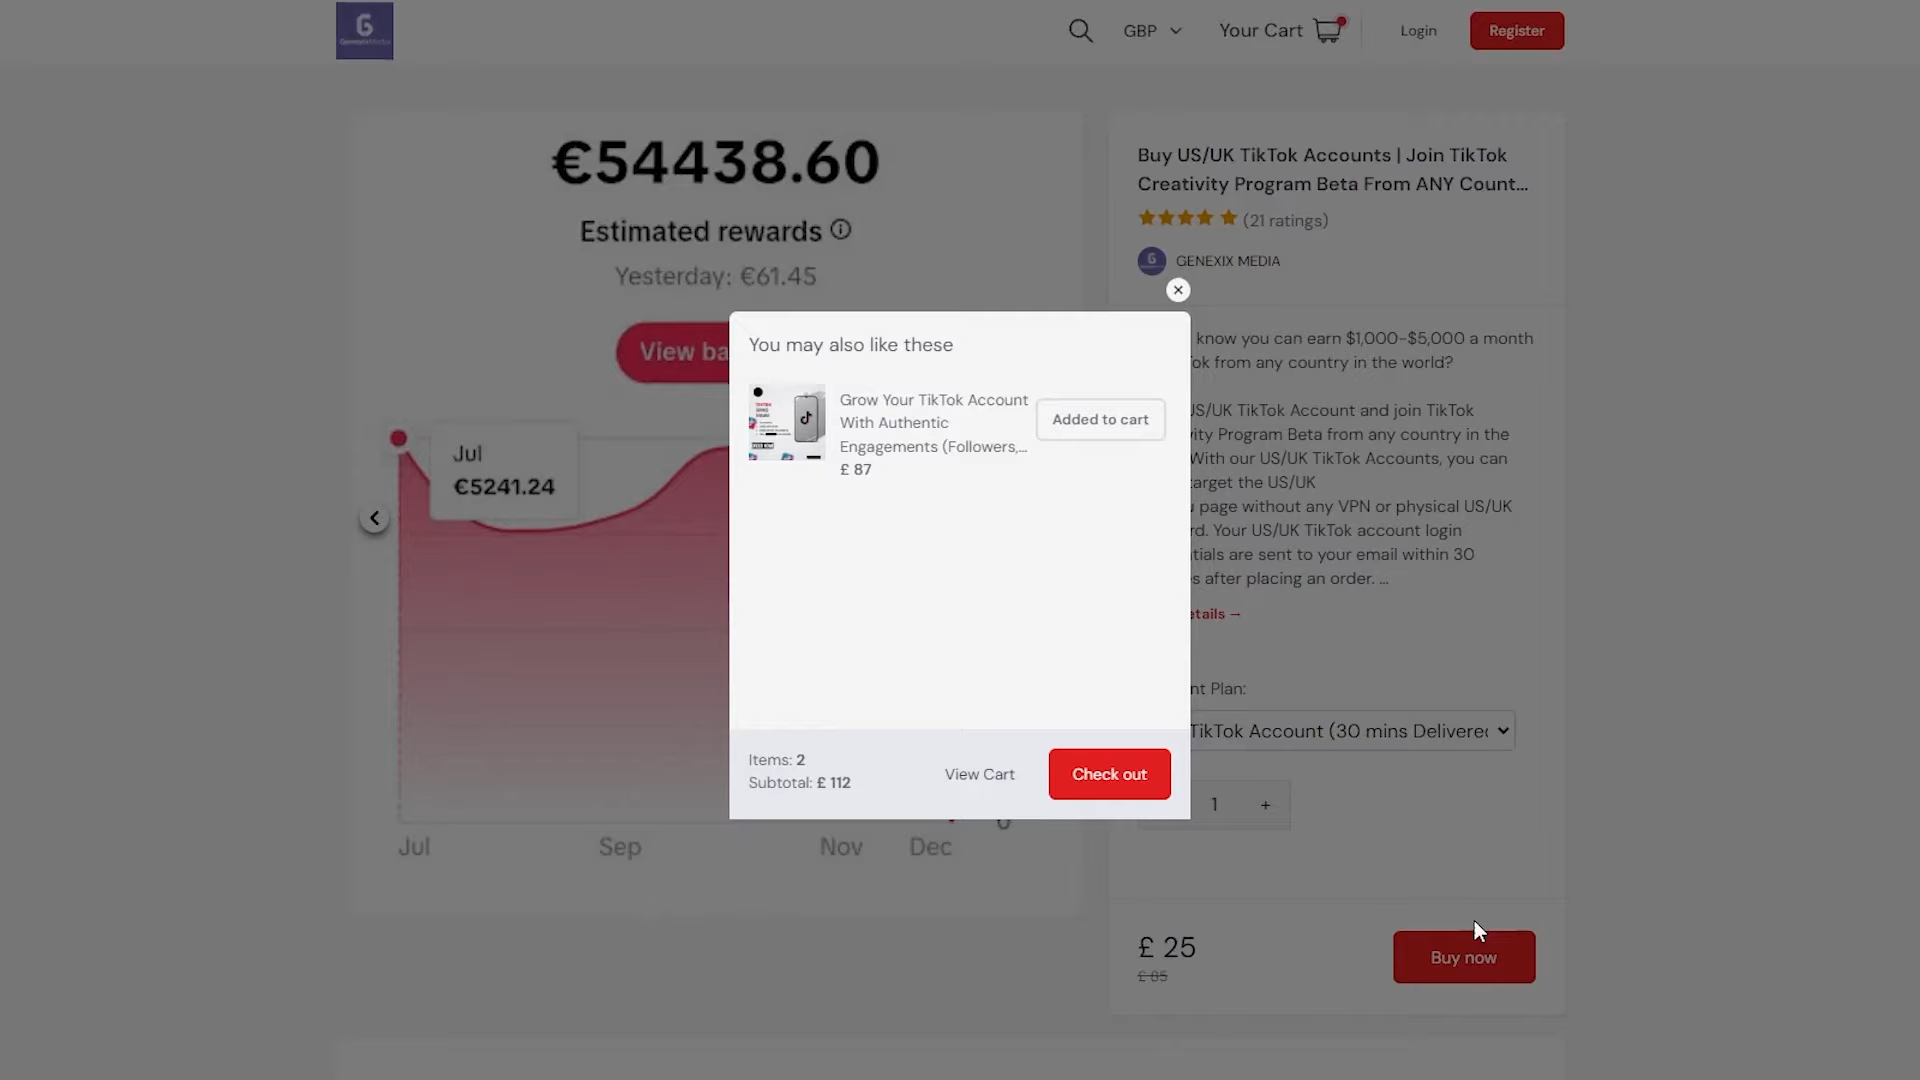 G
GenexixMedia
GBP
Your Cart
Login
Register
€54438.60
Estimated rewards
Yesterday: €61.45
View ba
Jul
€5241.24
Jul
Sep
Nov
Dec
0
Buy US/UK TikTok Accounts | Join TikTok
Creativity Program Beta From ANY Count...
(21 ratings)
G
GENEXIX MEDIA
know you can earn $1,000-$5,000 a month
ok from any country in the world?
US/UK TikTok Account and join TikTok
vity Program Beta from any country in the
With our US/UK TikTok Accounts, you can
target the US/UK
page without any VPN or physical US/UK
rd. Your US/UK TikTok account login
ntials are sent to your email within 30
s after placing an order. ...
etails →
nt Plan:
TikTok Account (30 mins Delivered
1
+
£ 25
£ 85
Buy now
You may also like these
Grow Your TikTok Account
With Authentic
Engagements (Followers,...
£ 87
Added to cart
Items: 2
Subtotal: £ 112
View Cart
Check out